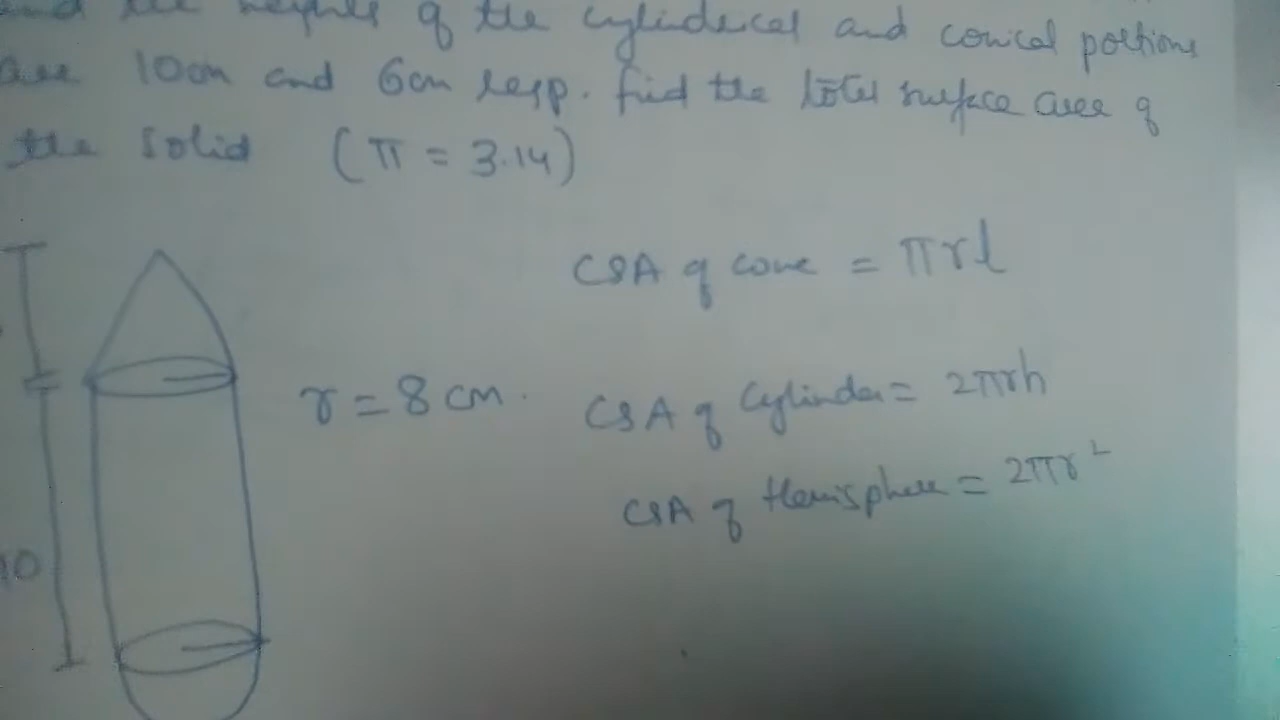 and the heights of the cylindrical and conical portions
are 10cm and 6cm resp. find the total surface area of
the solid (π = 3.14)
CSA of cone = πrl
r = 8 cm.
CSA of Cylinder = 2πrh
CSA of Hemisphere = 2πr²
10